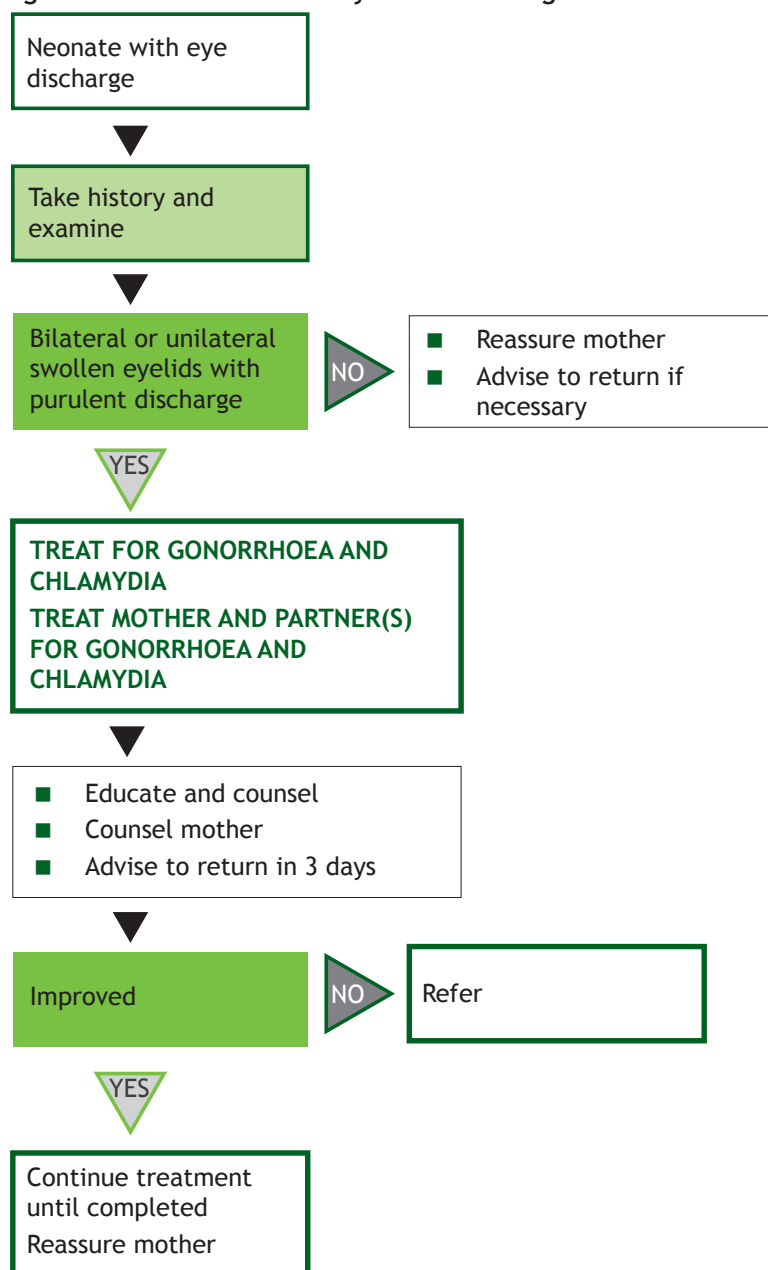 Neonate with eye
discharge
Take history and
examine
Bilateral or unilateral
swollen eyelids with
purulent discharge
NO
■ Reassure mother
■ Advise to return if
necessary
YES
TREAT FOR GONORRHOEA AND
CHLAMYDIA
TREAT MOTHER AND PARTNER(S)
FOR GONORRHOEA AND
CHLAMYDIA
■ Educate and counsel
■ Counsel mother
■ Advise to return in 3 days
Improved
NO
Refer
YES
Continue treatment
until completed
Reassure mother